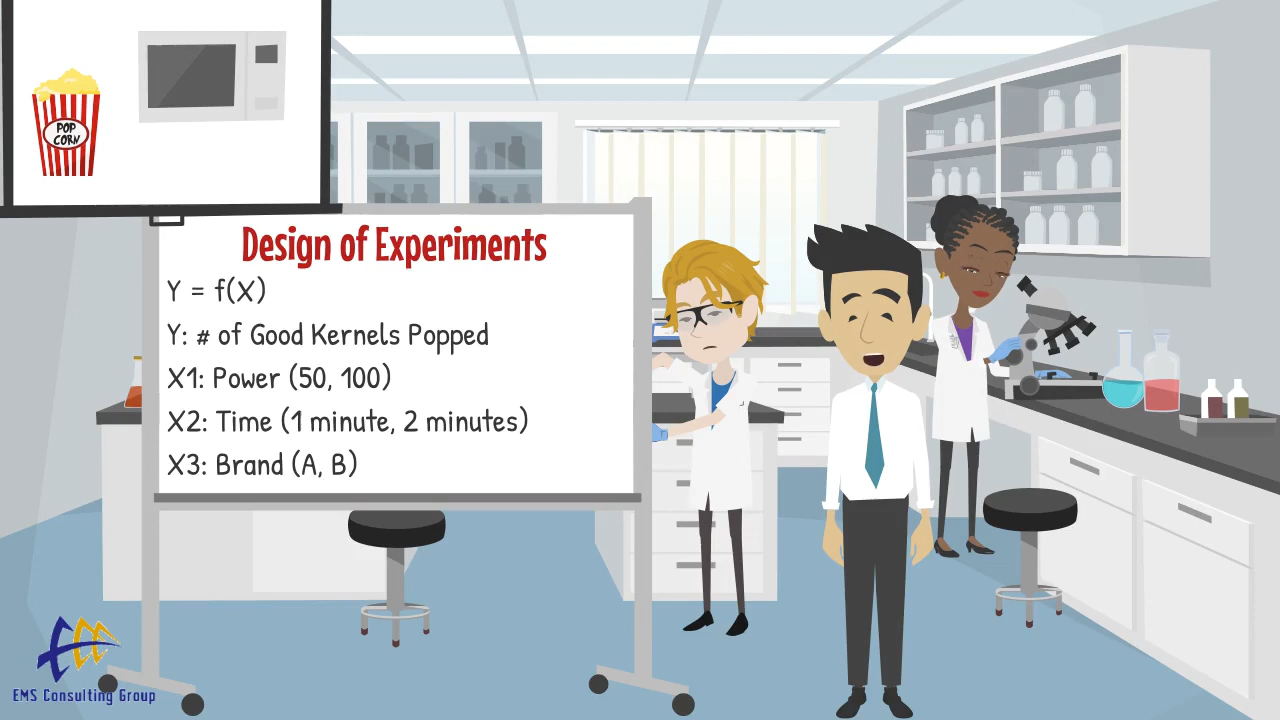 POP
CORN
Design of Experiments
Y = f(X)
Y: # of Good Kernels Popped
X1: Power (50, 100)
X2: Time (1 minute, 2 minutes)
X3: Brand (A, B)
EMS Consulting Group